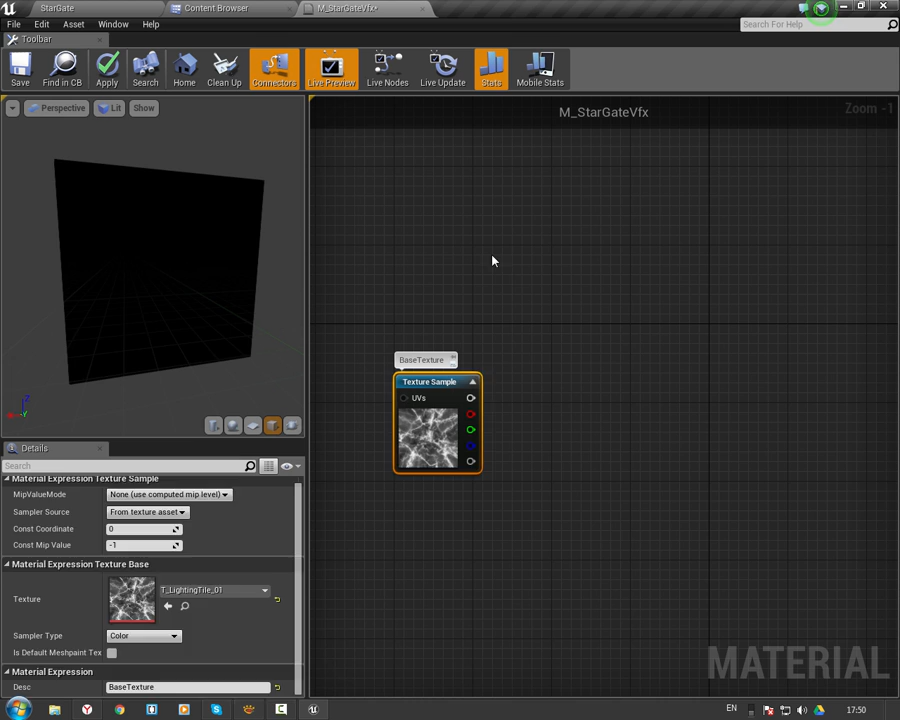 StarGate
Content Browser
M_StarGateVfx*
File Edit Asset Window Help
Search For Help
Toolbar
Save Find in CB Apply Search Home Clean Up Connectors Live Preview Live Nodes Live Update Stats Mobile Stats
Perspective Lit Show
M_StarGateVfx
Zoom -1
BaseTexture
Texture Sample
UVs
Z
Y
Details
Search
Material Expression Texture Sample
MipValueMode None (use computed mip level)
Sampler Source From texture asset
Const Coordinate 0
Const Mip Value -1
Material Expression Texture Base
Texture T_LightingTile_01
Sampler Type Color
Is Default Meshpaint Tex
Material Expression
Desc BaseTexture
MATERIAL
EN 17:50